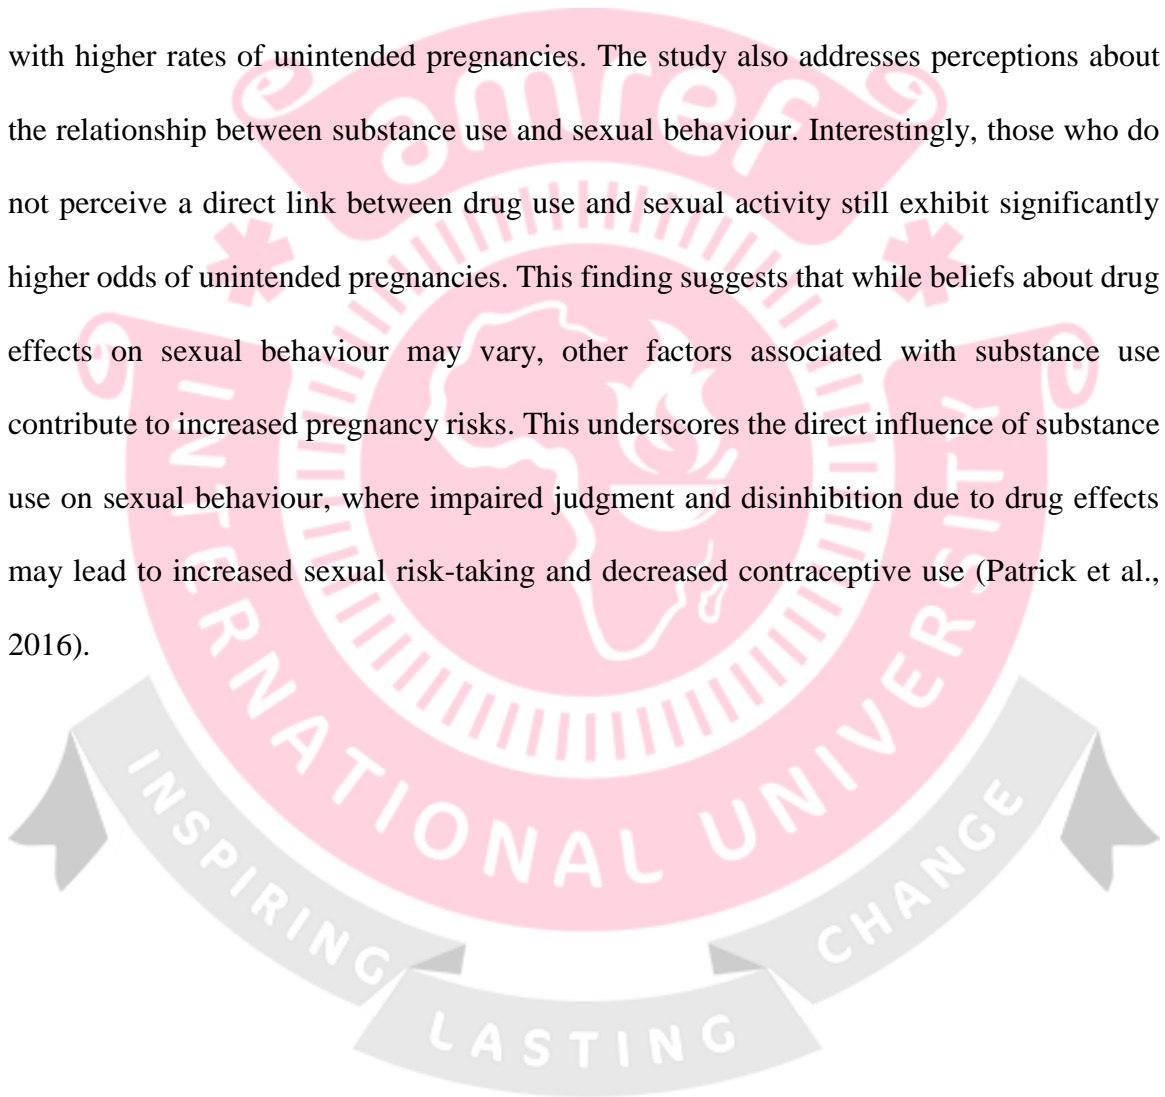 with higher rates of unintended pregnancies. The study also addresses perceptions about
the relationship between substance use and sexual behaviour. Interestingly, those who do
not perceive a direct link between drug use and sexual activity still exhibit significantly
higher odds of unintended pregnancies. This finding suggests that while beliefs about drug
effects on sexual behaviour may vary, other factors associated with substance use
contribute to increased pregnancy risks. This underscores the direct influence of substance
use on sexual behaviour, where impaired judgment and disinhibition due to drug effects
may lead to increased sexual risk-taking and decreased contraceptive use (Patrick et al.,
2016).
amref
INTERNATIONAL UNIVERSITY
INSPIRING
LASTING
CHANGE